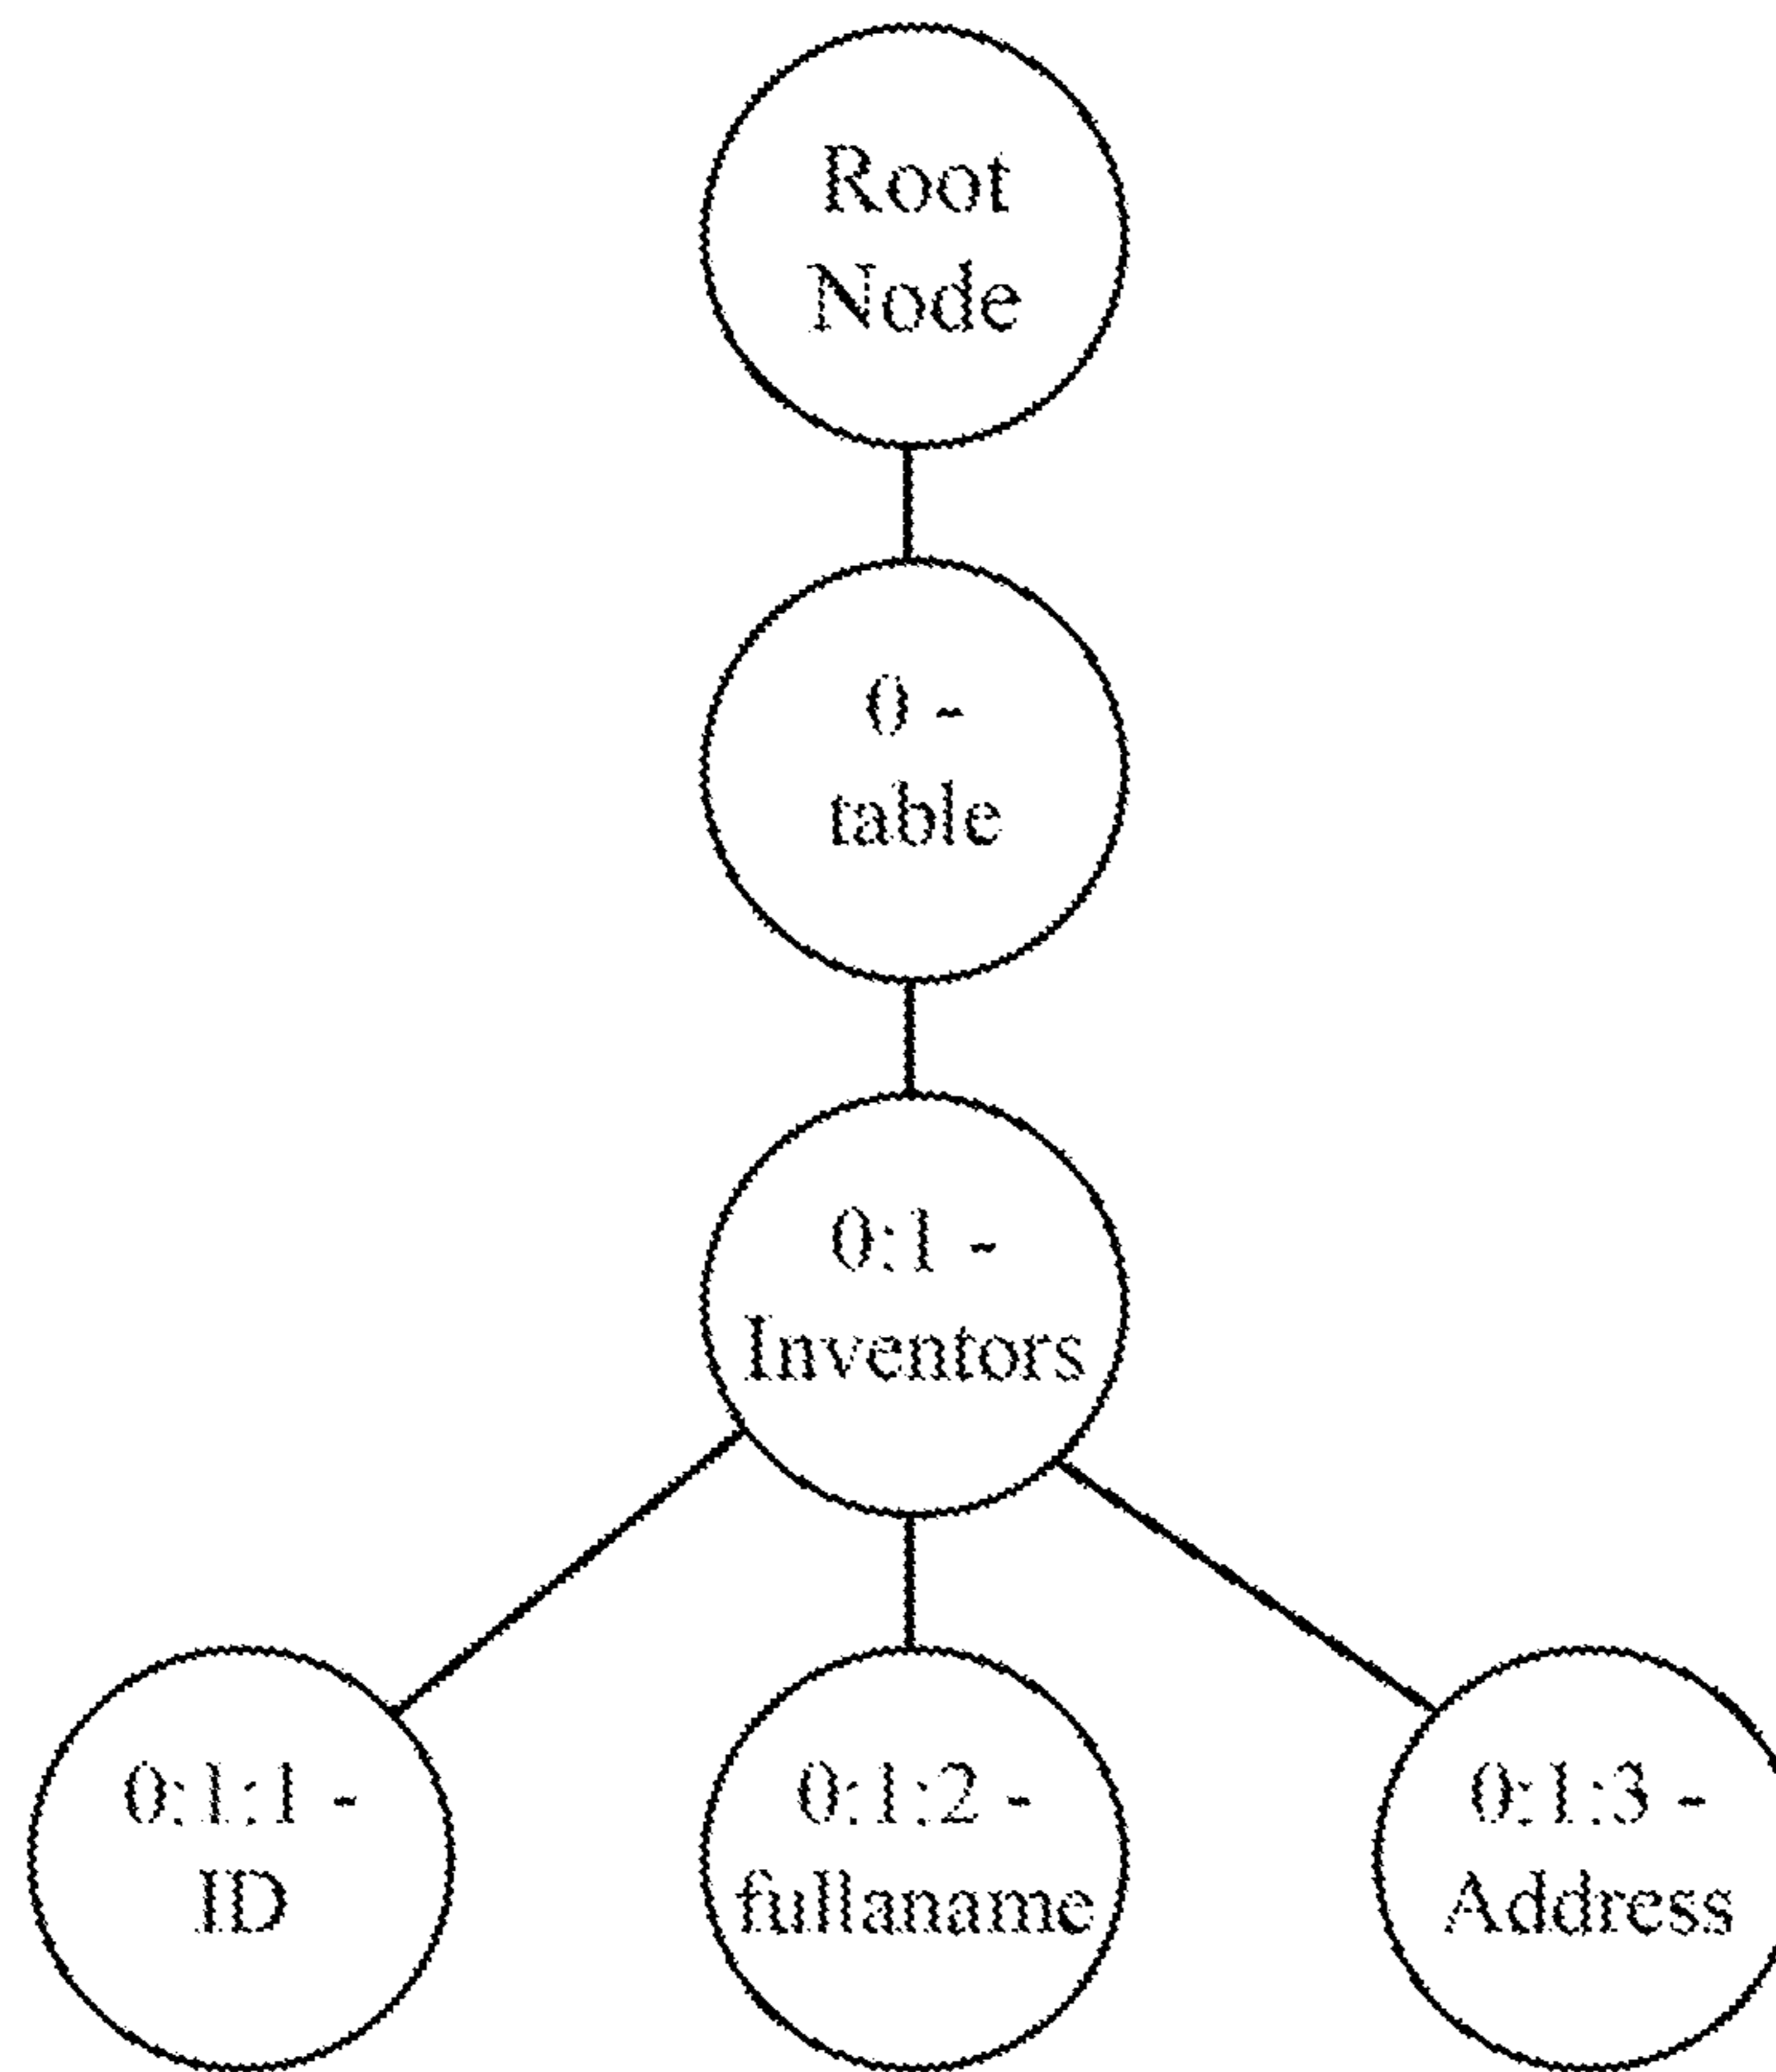 Root
Node
0 -
table
0:1 -
Inventors
0:1:1 -
ID
0:1:2 -
fullaname
0:1:3 -
Address